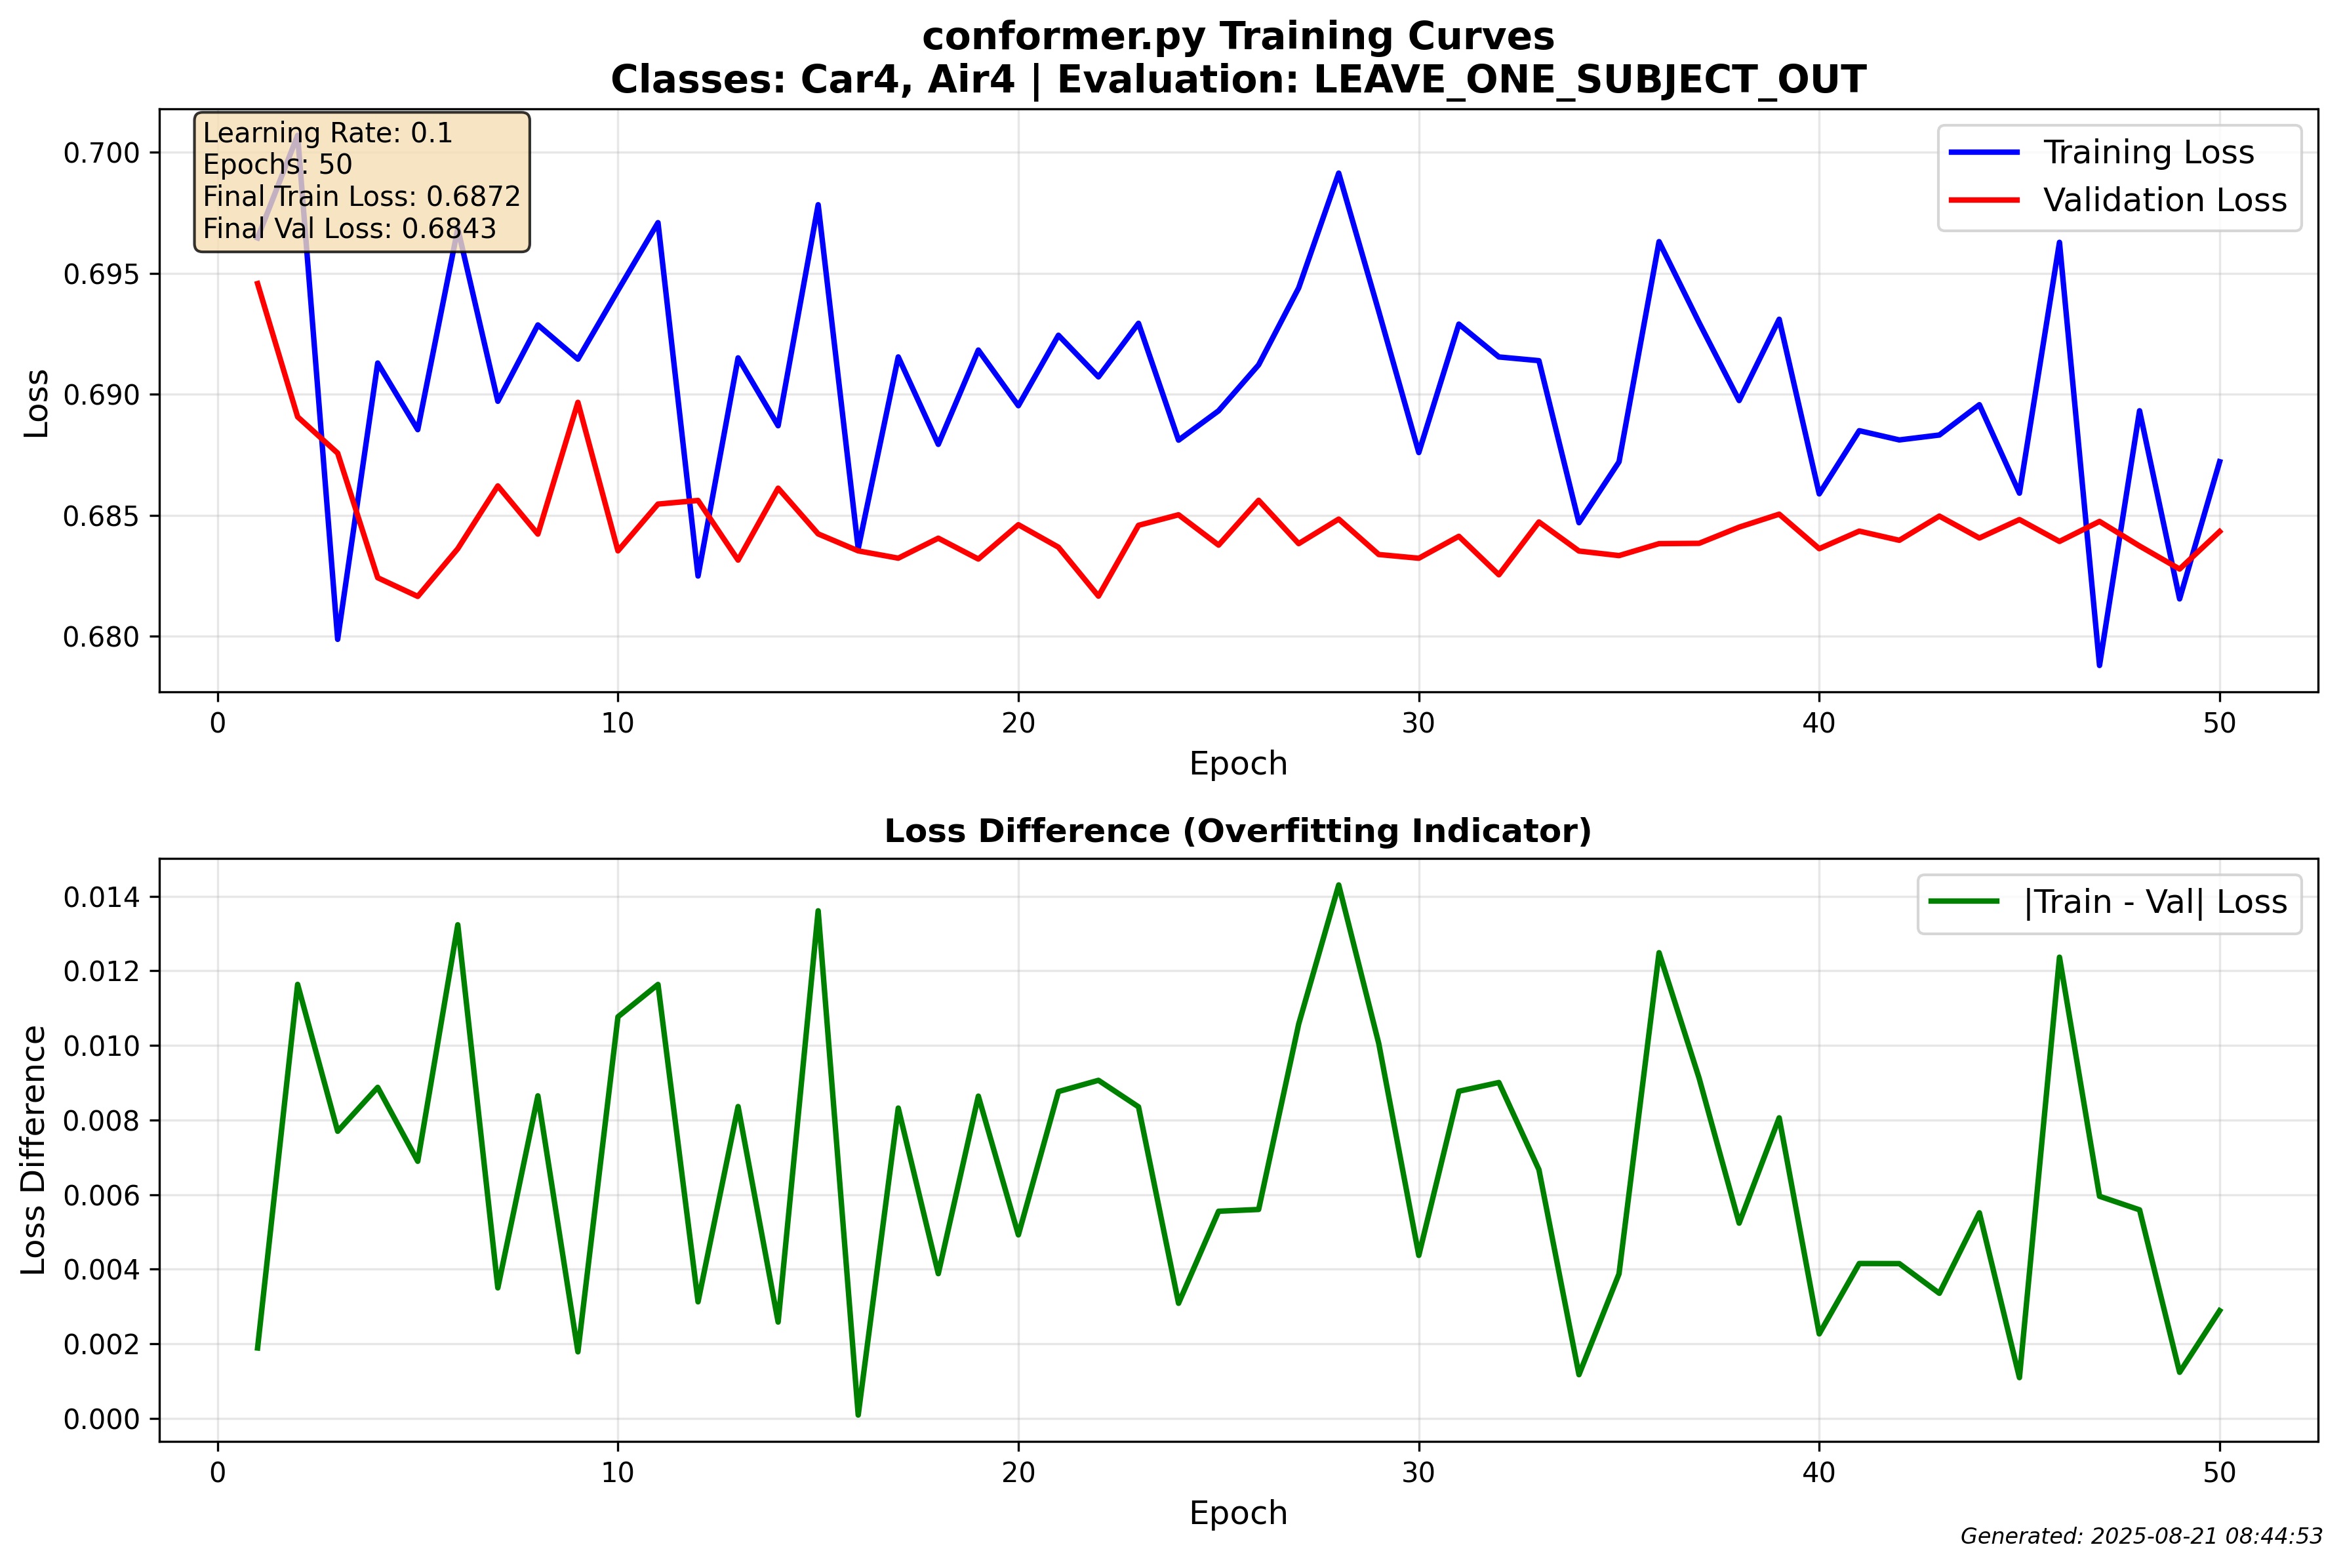 conformer.py Training Curves
Classes: Car4, Air4 | Evaluation: LEAVE_ONE_SUBJECT_OUT
Learning Rate: 0.1
Epochs: 50
Final Train Loss: 0.6872
Final Val Loss: 0.6843
Training Loss
Validation Loss
Loss
0.700
0.695
0.690
0.685
0.680
0 10 20 30 40 50
Epoch
Loss Difference (Overfitting Indicator)
|Train - Val| Loss
Loss Difference
0.014
0.012
0.010
0.008
0.006
0.004
0.002
0.000
0 10 20 30 40 50
Epoch
Generated: 2025-08-21 08:44:53